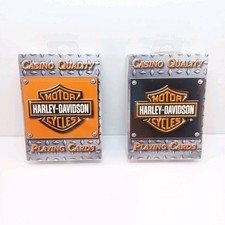 CASINO QUALITY
MOTOR
HARLEY-DAVIDSON
CYCLES
PLAYING CARDS
CASINO QUALITY
MOTOR
HARLEY-DAVIDSON
CYCLES
PLAYING CARDS